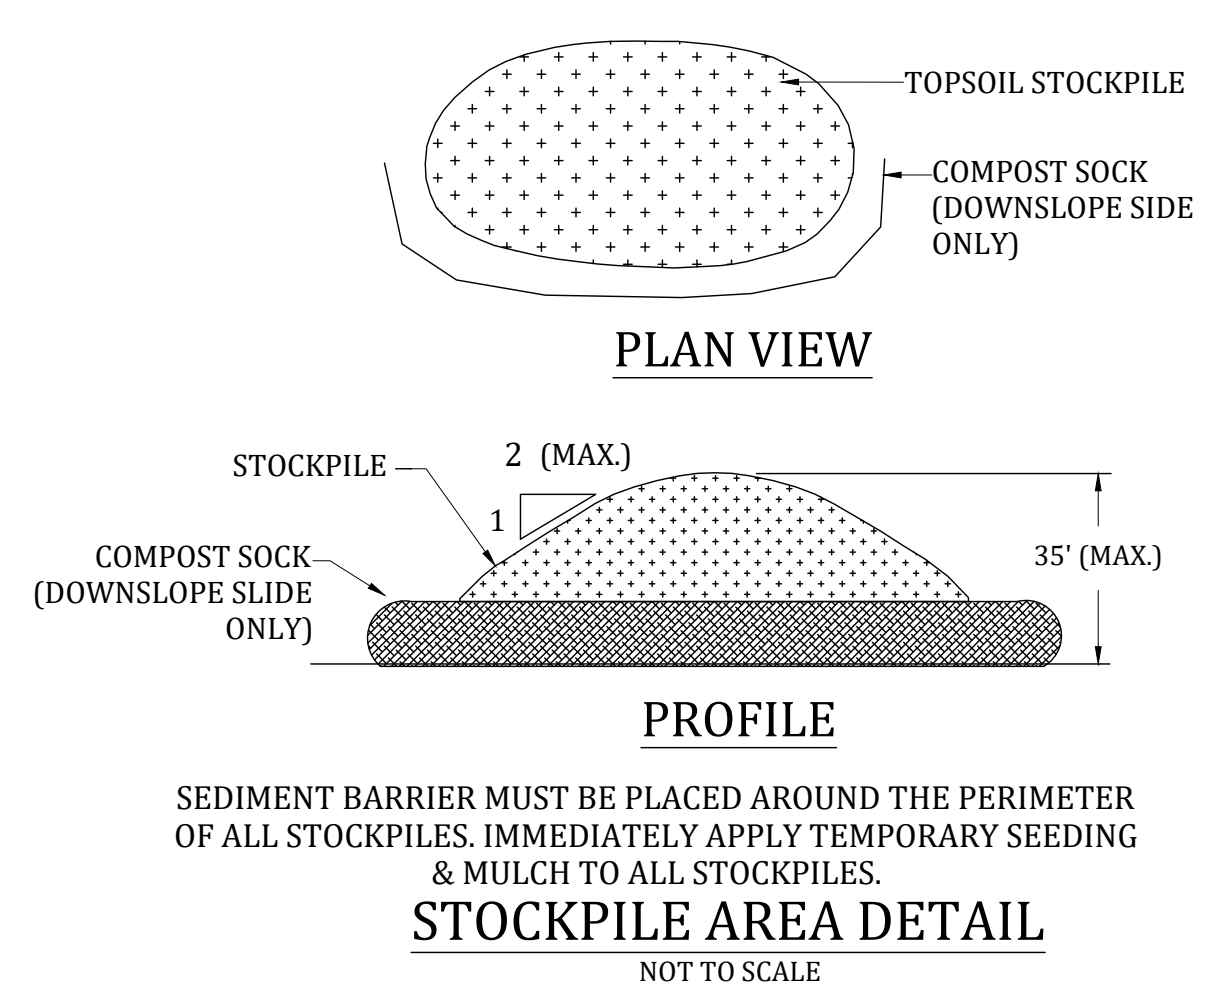 TOPSOIL STOCKPILE
COMPOST SOCK
(DOWNSLOPE SIDE
ONLY)
PLAN VIEW
2 (MAX.)
STOCKPILE
1
COMPOST SOCK
(DOWNSLOPE SLIDE
ONLY)
35' (MAX.)
PROFILE
SEDIMENT BARRIER MUST BE PLACED AROUND THE PERIMETER
OF ALL STOCKPILES. IMMEDIATELY APPLY TEMPORARY SEEDING
& MULCH TO ALL STOCKPILES.
STOCKPILE AREA DETAIL
NOT TO SCALE